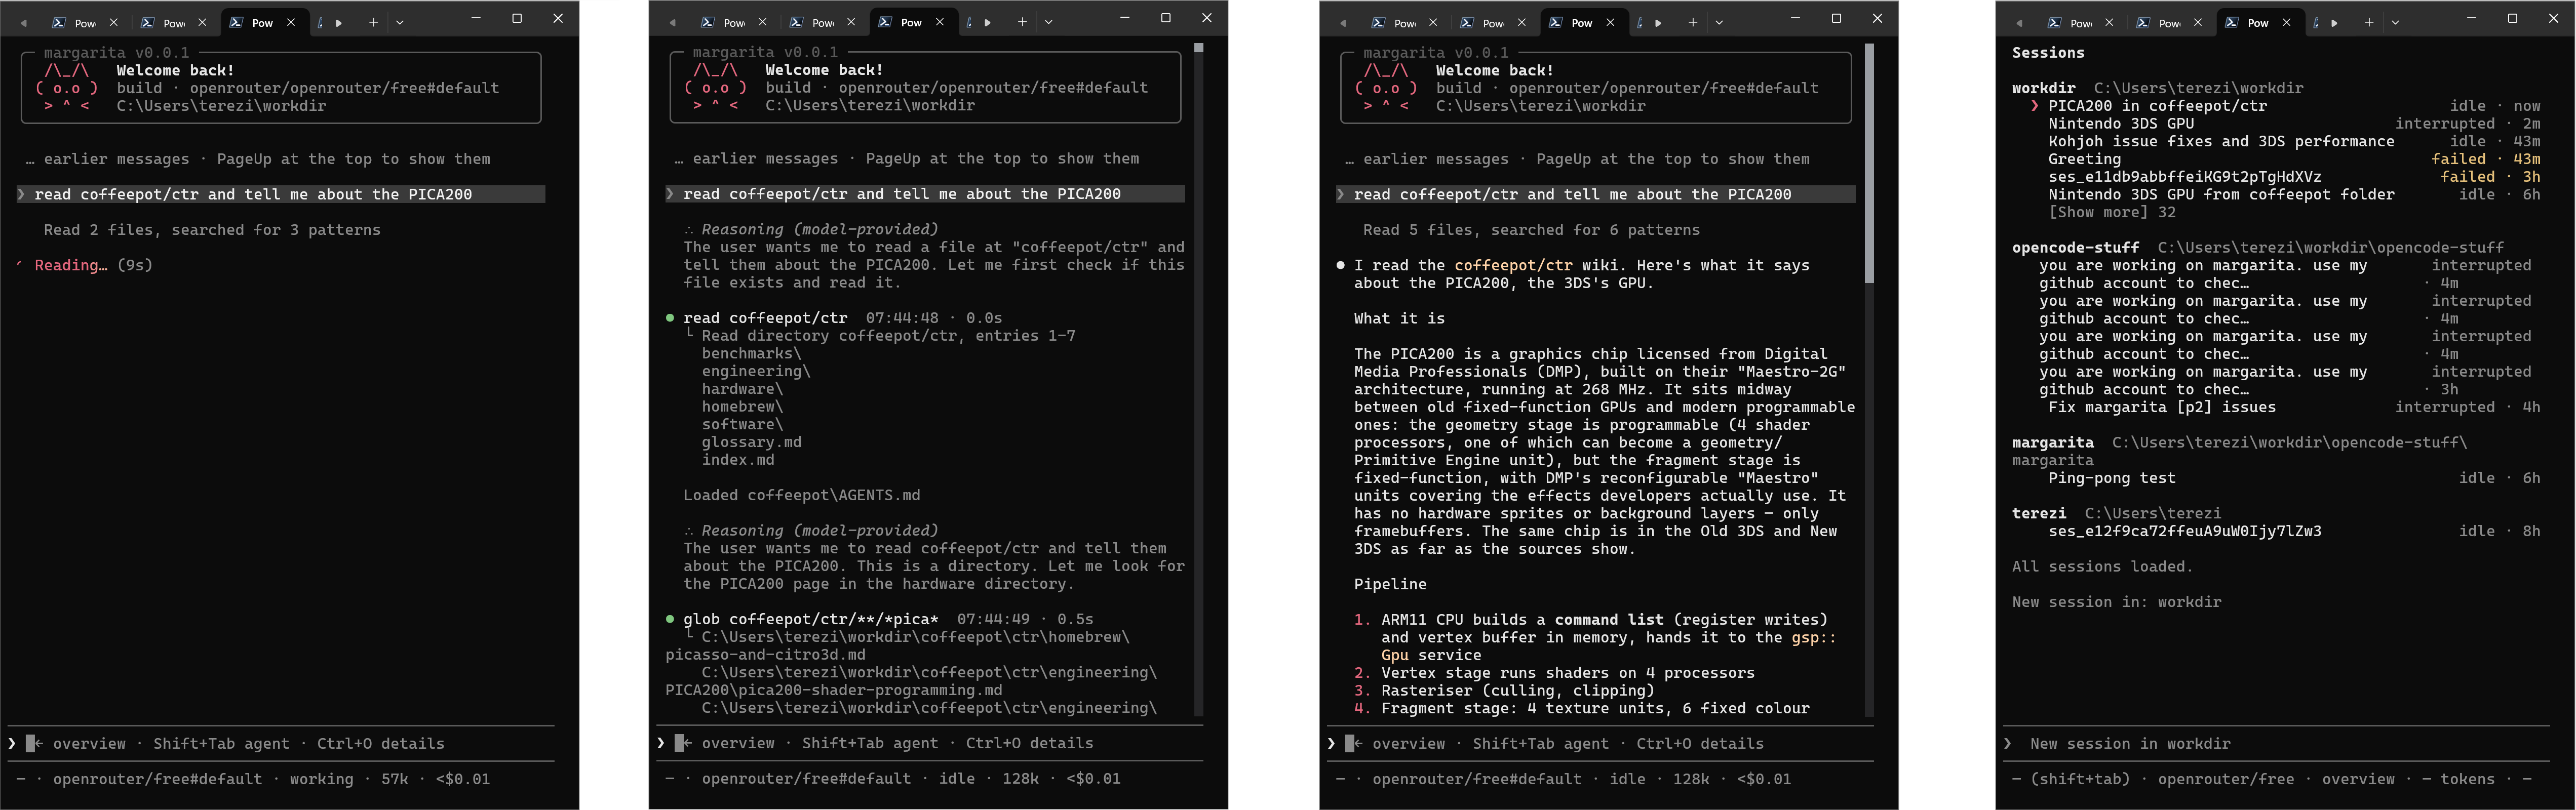 Pow
Pow
Pow
margarita v0.0.1
/\_/\ Welcome back!
( o.o ) build · openrouter/openrouter/free#default
> ^ < C:\Users\terezi\workdir
… earlier messages · PageUp at the top to show them
❯ read coffeepot/ctr and tell me about the PICA200
Read 2 files, searched for 3 patterns
Reading… (9s)
❯ ← overview · Shift+Tab agent · Ctrl+O details
— · openrouter/free#default · working · 57k · <$0.01
Pow
Pow
Pow
margarita v0.0.1
/\_/\ Welcome back!
( o.o ) build · openrouter/openrouter/free#default
> ^ < C:\Users\terezi\workdir
… earlier messages · PageUp at the top to show them
❯ read coffeepot/ctr and tell me about the PICA200
∴ Reasoning (model-provided)
The user wants me to read a file at "coffeepot/ctr" and
tell them about the PICA200. Let me first check if this
file exists and read it.
● read coffeepot/ctr 07:44:48 · 0.0s
└ Read directory coffeepot/ctr, entries 1-7
benchmarks\
engineering\
hardware\
homebrew\
software\
glossary.md
index.md
Loaded coffeepot\AGENTS.md
∴ Reasoning (model-provided)
The user wants me to read coffeepot/ctr and tell them
about the PICA200. This is a directory. Let me look for
the PICA200 page in the hardware directory.
● glob coffeepot/ctr/**/*pica* 07:44:49 · 0.5s
└ C:\Users\terezi\workdir\coffeepot\ctr\homebrew\
picasso-and-citro3d.md
C:\Users\terezi\workdir\coffeepot\ctr\engineering\
PICA200\pica200-shader-programming.md
C:\Users\terezi\workdir\coffeepot\ctr\engineering\
❯ ← overview · Shift+Tab agent · Ctrl+O details
— · openrouter/free#default · idle · 128k · <$0.01
Pow
Pow
Pow
margarita v0.0.1
/\_/\ Welcome back!
( o.o ) build · openrouter/openrouter/free#default
> ^ < C:\Users\terezi\workdir
… earlier messages · PageUp at the top to show them
❯ read coffeepot/ctr and tell me about the PICA200
Read 5 files, searched for 6 patterns
● I read the coffeepot/ctr wiki. Here's what it says
about the PICA200, the 3DS's GPU.
What it is
The PICA200 is a graphics chip licensed from Digital
Media Professionals (DMP), built on their "Maestro-2G"
architecture, running at 268 MHz. It sits midway
between old fixed-function GPUs and modern programmable
ones: the geometry stage is programmable (4 shader
processors, one of which can become a geometry/
Primitive Engine unit), but the fragment stage is
fixed-function, with DMP's reconfigurable "Maestro"
units covering the effects developers actually use. It
has no hardware sprites or background layers — only
framebuffers. The same chip is in the Old 3DS and New
3DS as far as the sources show.
Pipeline
1. ARM11 CPU builds a command list (register writes)
and vertex buffer in memory, hands it to the gsp::
Gpu service
2. Vertex stage runs shaders on 4 processors
3. Rasteriser (culling, clipping)
4. Fragment stage: 4 texture units, 6 fixed colour
❯ ← overview · Shift+Tab agent · Ctrl+O details
— · openrouter/free#default · idle · 128k · <$0.01
Pow
Pow
Pow
Sessions
workdir C:\Users\terezi\workdir
❯ PICA200 in coffeepot/ctr idle · now
Nintendo 3DS GPU interrupted · 2m
Kohjoh issue fixes and 3DS performance idle · 43m
Greeting failed · 43m
ses_e11db9abbffeiKG9t2pTgHdXVz failed · 3h
Nintendo 3DS GPU from coffeepot folder idle · 6h
[Show more] 32
opencode-stuff C:\Users\terezi\workdir\opencode-stuff
you are working on margarita. use my interrupted
github account to chec… · 4m
you are working on margarita. use my interrupted
github account to chec… · 4m
you are working on margarita. use my interrupted
github account to chec… · 4m
you are working on margarita. use my interrupted
github account to chec… · 3h
Fix margarita [p2] issues interrupted · 4h
margarita C:\Users\terezi\workdir\opencode-stuff\
margarita
Ping-pong test idle · 6h
terezi C:\Users\terezi
ses_e12f9ca72ffeuA9uW0Ijy7lZw3 idle · 8h
All sessions loaded.
New session in: workdir
❯ New session in workdir
— (shift+tab) · openrouter/free · overview · — tokens · —